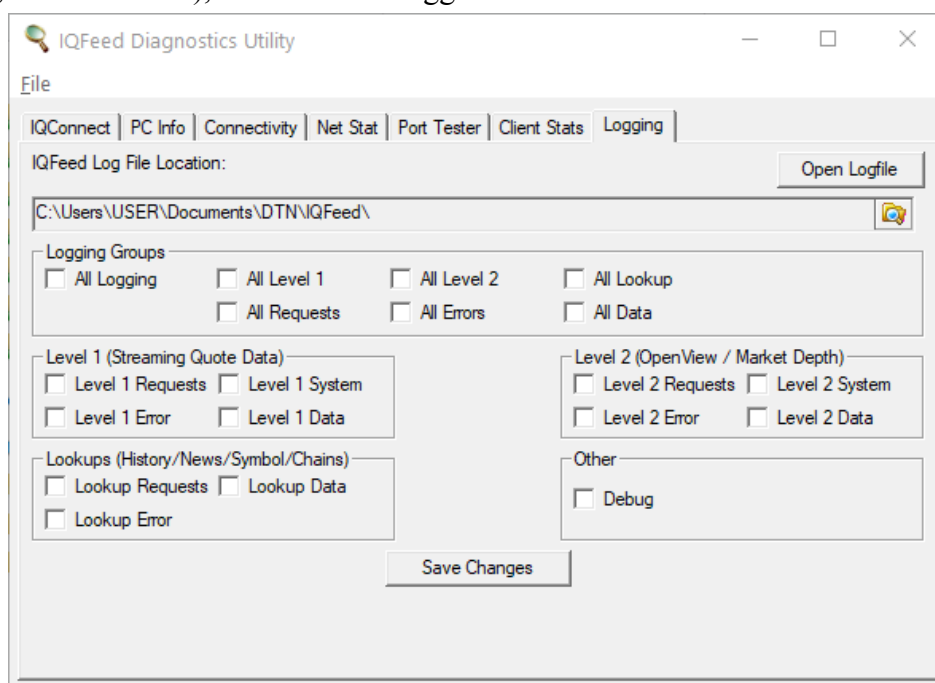 IQFeed Diagnostics Utility
File
IQConnect PC Info Connectivity Net Stat Port Tester Client Stats Logging
IQFeed Log File Location:
Open Logfile
C:\Users\USER\Documents\DTN\IQFeed\
Logging Groups
All Logging All Level 1 All Level 2 All Lookup
All Requests All Errors All Data
Level 1 (Streaming Quote Data)
Level 1 Requests Level 1 System
Level 1 Error Level 1 Data
Level 2 (OpenView / Market Depth)
Level 2 Requests Level 2 System
Level 2 Error Level 2 Data
Lookups (History/News/Symbol/Chains)
Lookup Requests Lookup Data
Lookup Error
Other
Debug
Save Changes